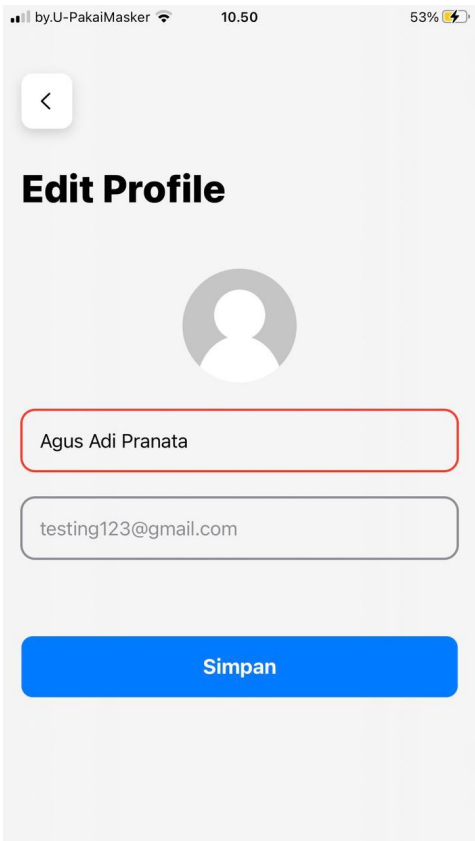 by.U-PakaiMasker 10.50 53%
Edit Profile
Agus Adi Pranata
testing123@gmail.com
Simpan